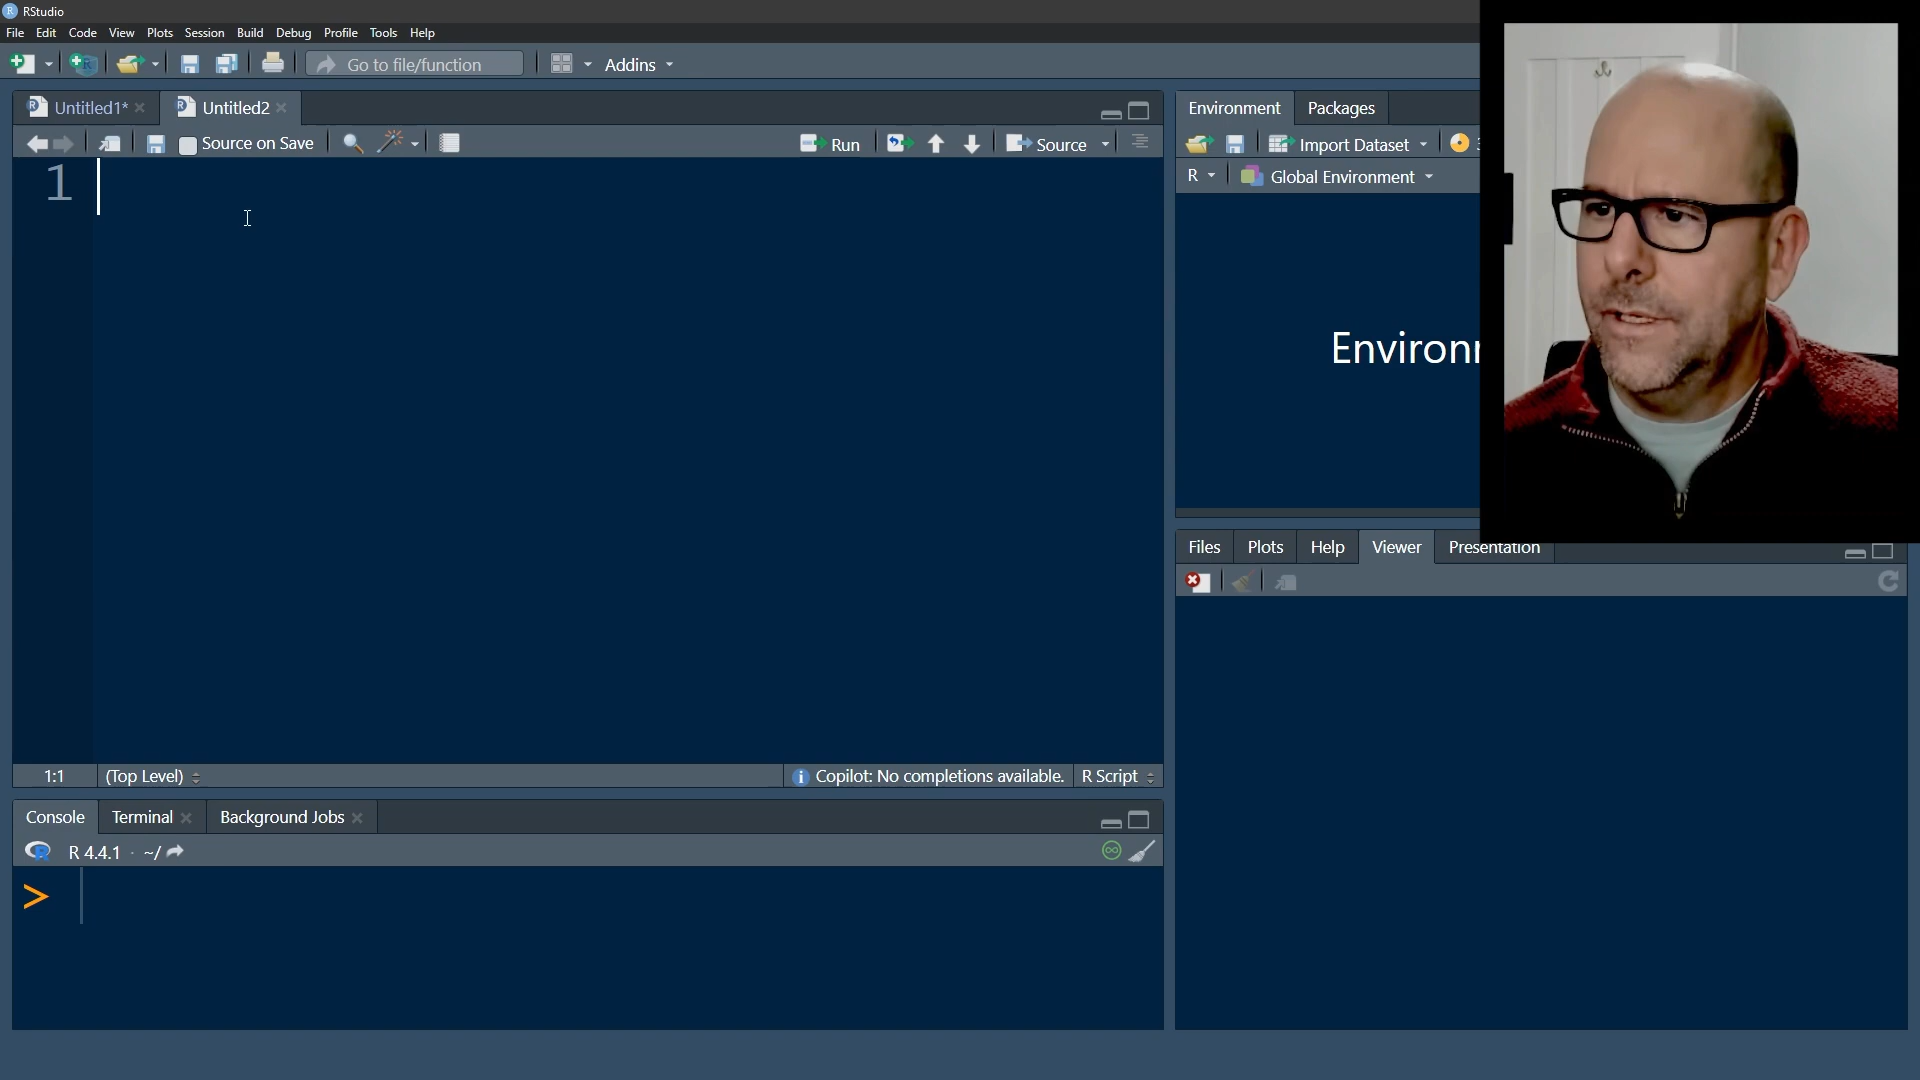 RStudio
File Edit Code View Plots Session Build Debug Profile Tools Help
Go to file/function Addins
Untitled1* Untitled2
Source on Save Run Source
1
1:1 (Top Level) Copilot: No completions available. R Script
Console Terminal Background Jobs
R 4.4.1 · ~/
>
Environment Packages
Import Dataset
R Global Environment
Environ
Files Plots Help Viewer Presentation